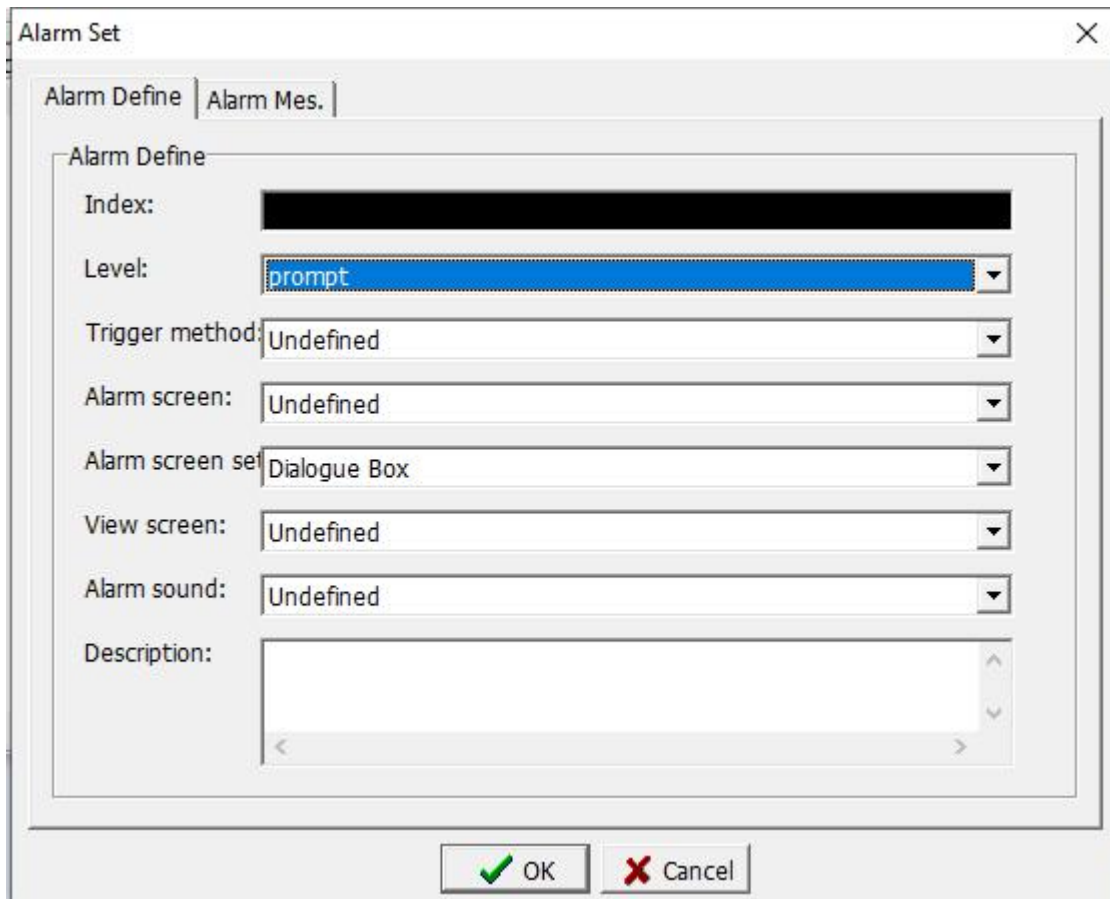 Alarm Set
Alarm Define Alarm Mes.
Alarm Define
Index:
Level: prompt
Trigger method: Undefined
Alarm screen: Undefined
Alarm screen set Dialogue Box
View screen: Undefined
Alarm sound: Undefined
Description:
OK Cancel